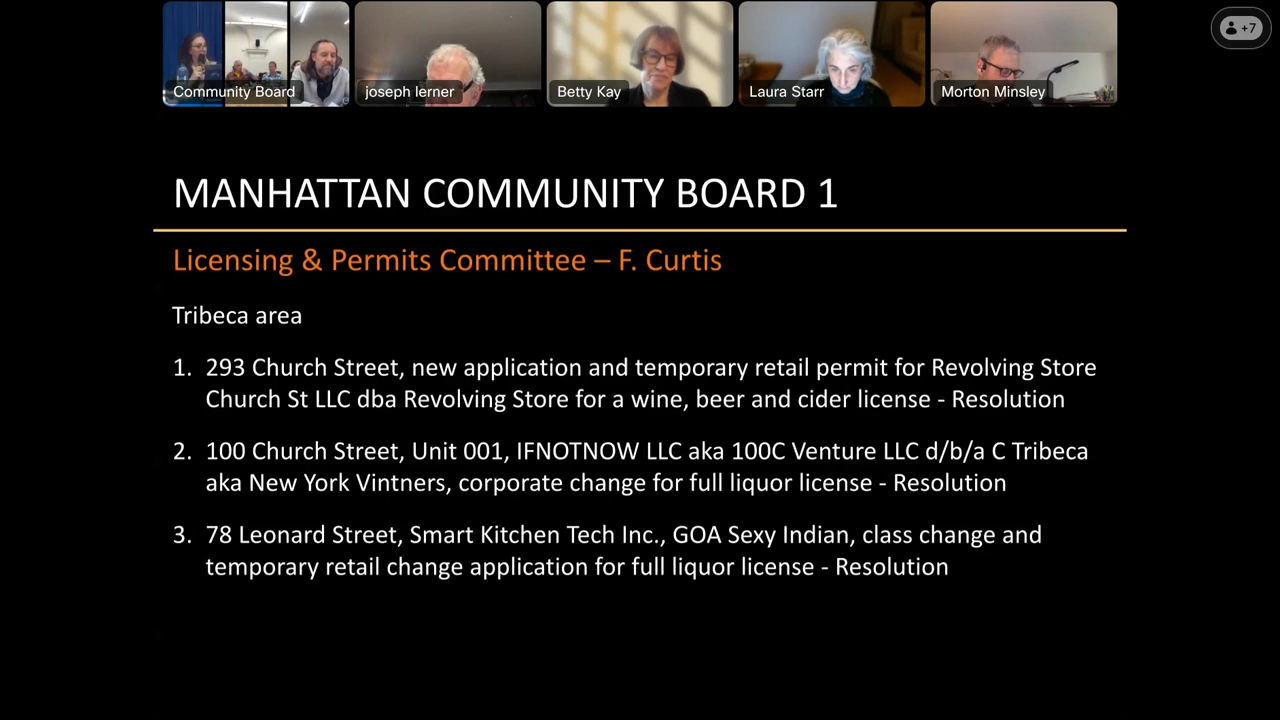 Community Board
joseph lerner
Betty Kay
Laura Starr
Morton Minsley
+7
MANHATTAN COMMUNITY BOARD 1
Licensing & Permits Committee – F. Curtis
Tribeca area
1. 293 Church Street, new application and temporary retail permit for Revolving Store
Church St LLC dba Revolving Store for a wine, beer and cider license - Resolution
2. 100 Church Street, Unit 001, IFNOTNOW LLC aka 100C Venture LLC d/b/a C Tribeca
aka New York Vintners, corporate change for full liquor license - Resolution
3. 78 Leonard Street, Smart Kitchen Tech Inc., GOA Sexy Indian, class change and
temporary retail change application for full liquor license - Resolution